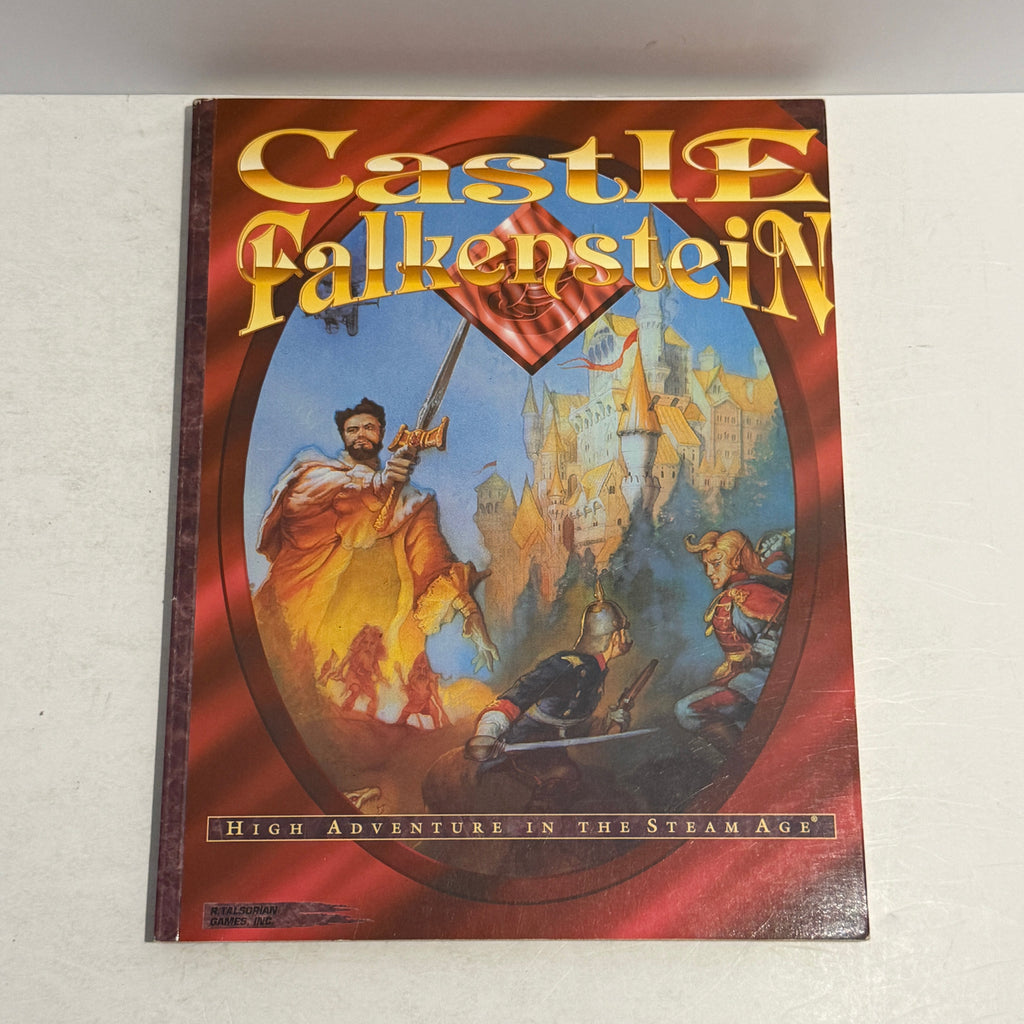 CastlE
FalkensteiN
HIGH ADVENTURE IN THE STEAM AGE®
R.TALSORIAN
GAMES, INC.